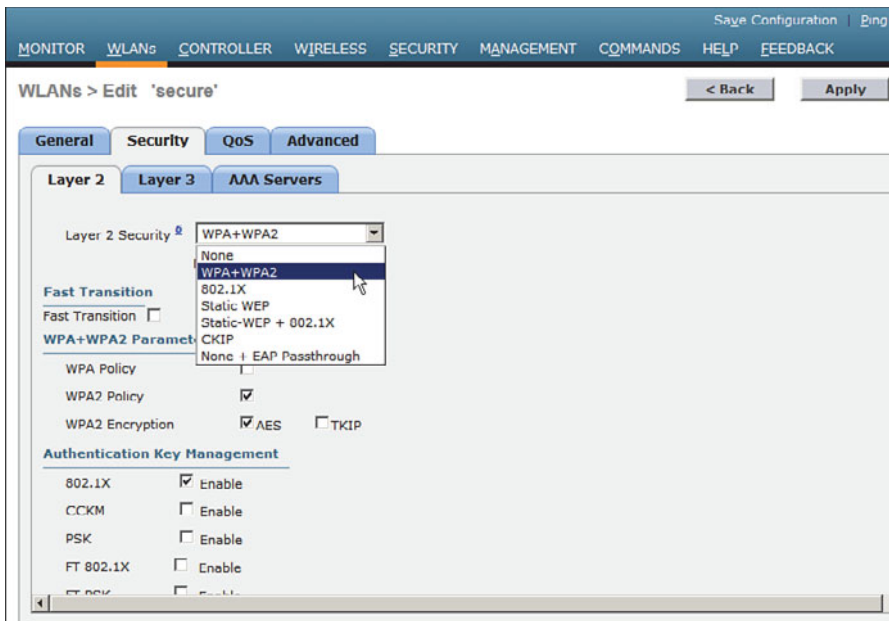 Save Configuration | Ping
MONITOR WLANs CONTROLLER WIRELESS SECURITY MANAGEMENT COMMANDS HELP FEEDBACK
WLANs > Edit 'secure'
< Back Apply
General Security QoS Advanced
Layer 2 Layer 3 AAA Servers
Layer 2 Security 6 WPA+WPA2
None
WPA+WPA2
802.1X
Static WEP
Static-WEP + 802.1X
CKIP
None + EAP Passthrough
Fast Transition
Fast Transition
WPA+WPA2 Paramet
WPA Policy
WPA2 Policy
WPA2 Encryption AES TKIP
Authentication Key Management
802.1X Enable
CCKM Enable
PSK Enable
FT 802.1X Enable
FT PSK Enable